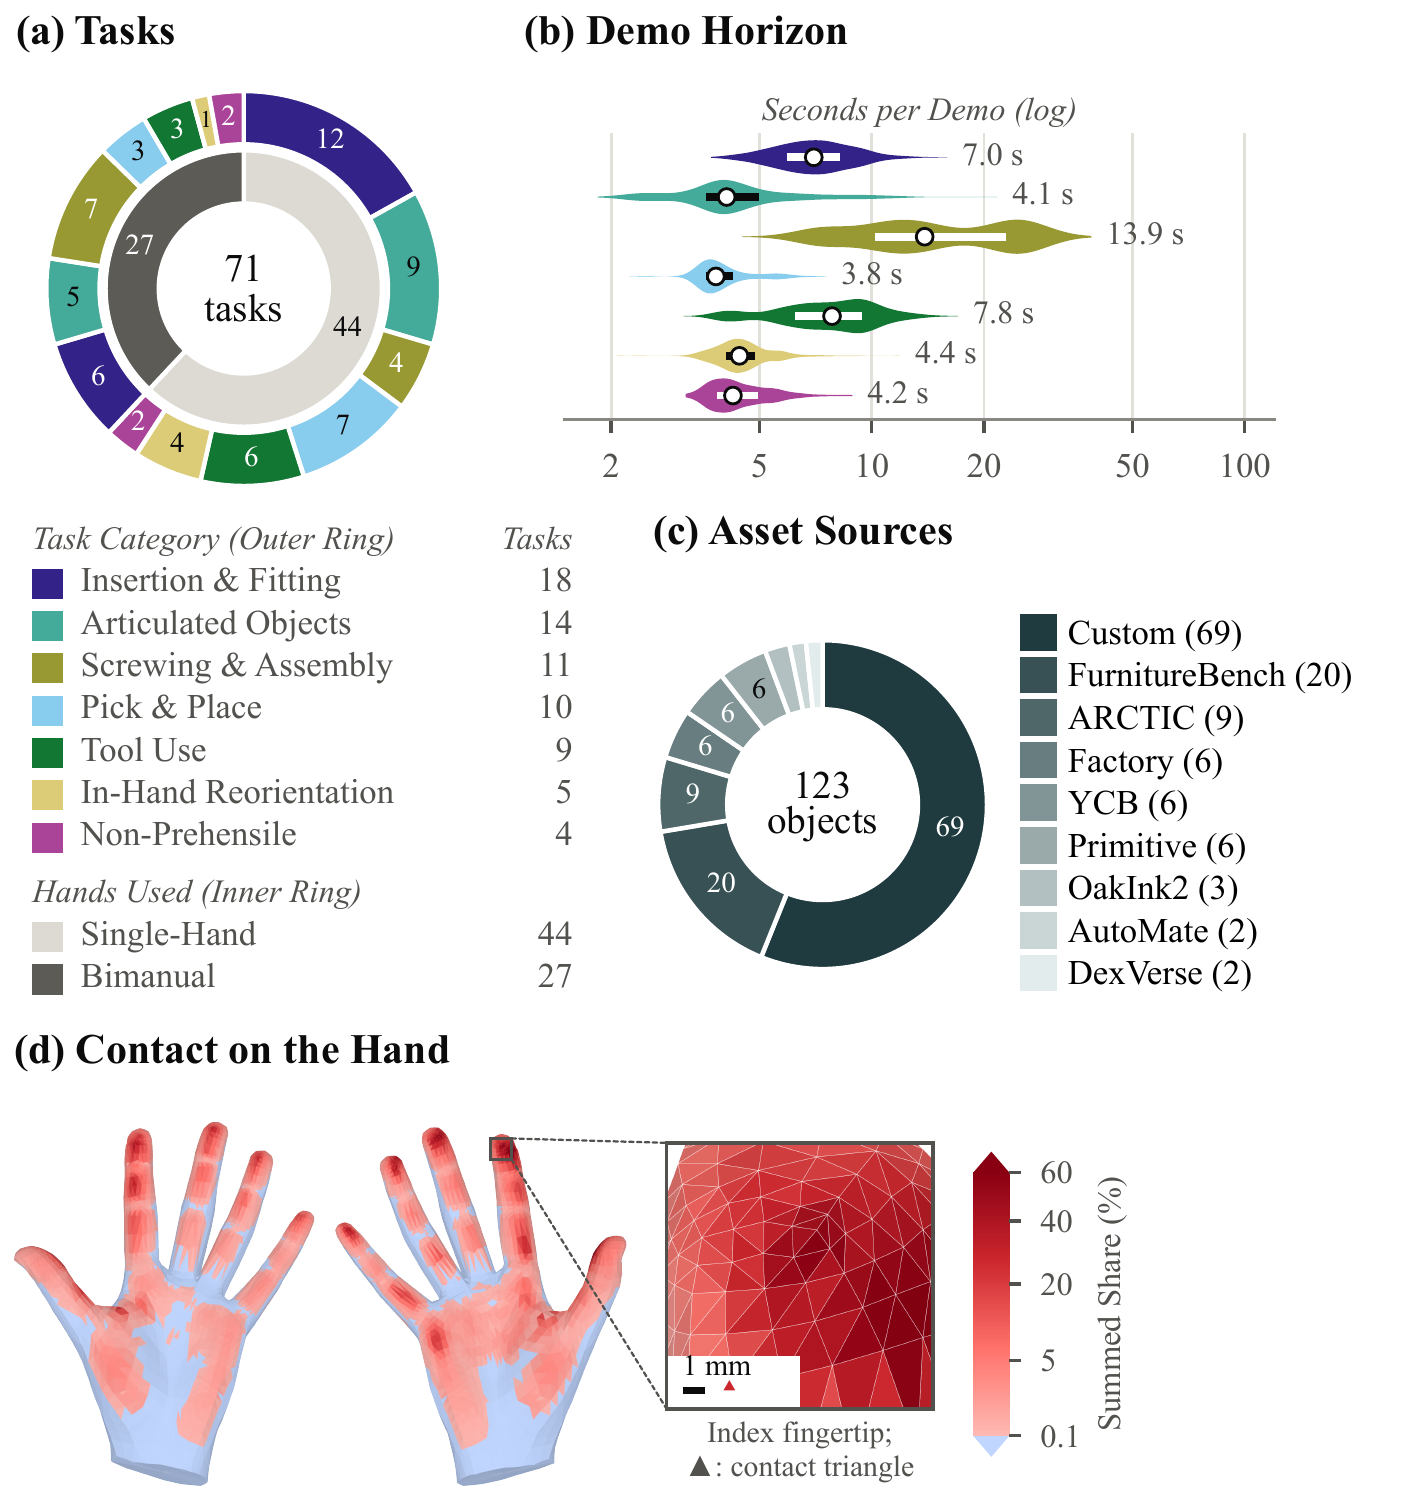 (a) Tasks
12
9
4
7
6
4
2
6
5
7
3
3
1
2
27
44
71
tasks
Task Category (Outer Ring) Tasks
Insertion & Fitting 18
Articulated Objects 14
Screwing & Assembly 11
Pick & Place 10
Tool Use 9
In-Hand Reorientation 5
Non-Prehensile 4
Hands Used (Inner Ring)
Single-Hand 44
Bimanual 27
(b) Demo Horizon
Seconds per Demo (log)
7.0 s
4.1 s
13.9 s
3.8 s
7.8 s
4.4 s
4.2 s
2 5 10 20 50 100
(c) Asset Sources
69
20
9
6
6
6
123
objects
Custom (69)
FurnitureBench (20)
ARCTIC (9)
Factory (6)
YCB (6)
Primitive (6)
OakInk2 (3)
AutoMate (2)
DexVerse (2)
(d) Contact on the Hand
1 mm
Index fingertip;
▲: contact triangle
60
40
20
5
0.1
Summed Share (%)